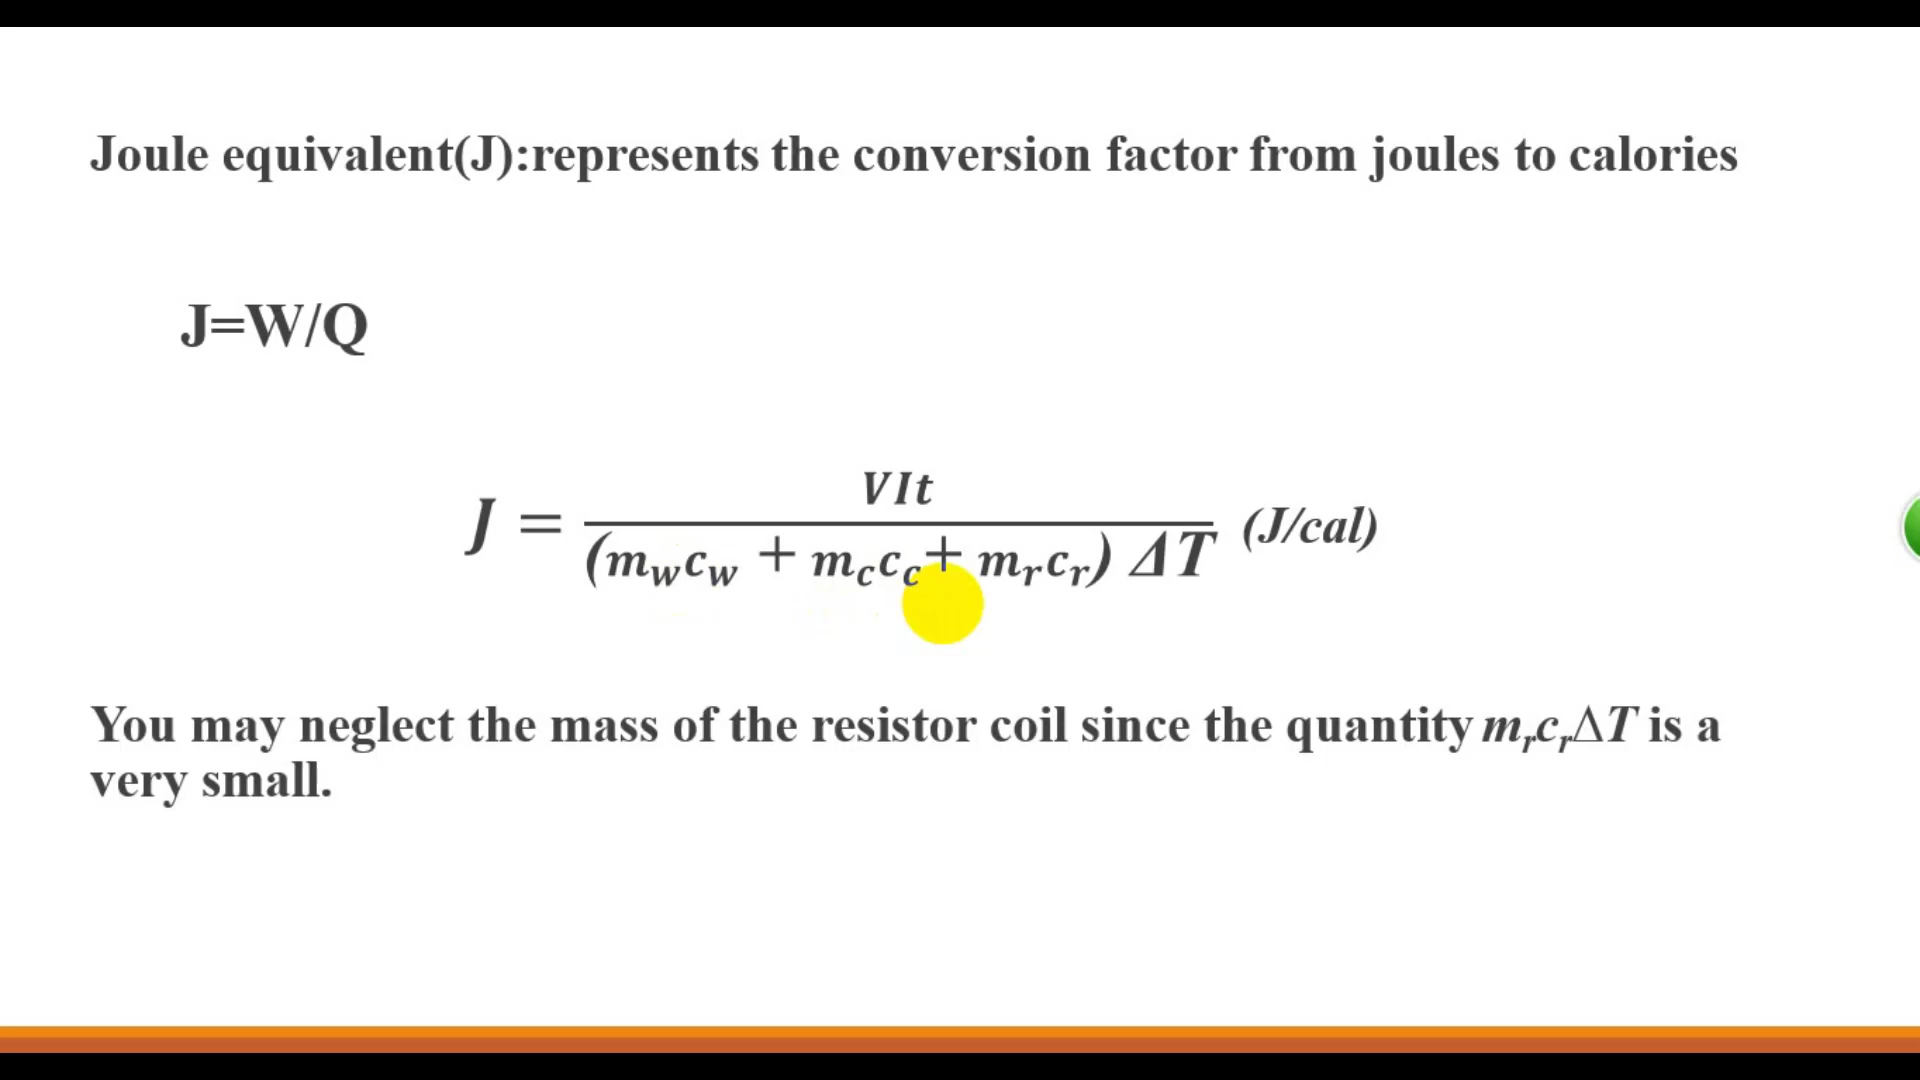 Joule equivalent(J):represents the conversion factor from joules to calories
J=W/Q
J = VIt / (m_w c_w + m_c c_c + m_r c_r) ΔT (J/cal)
You may neglect the mass of the resistor coil since the quantity m_r c_r ΔT is a
very small.